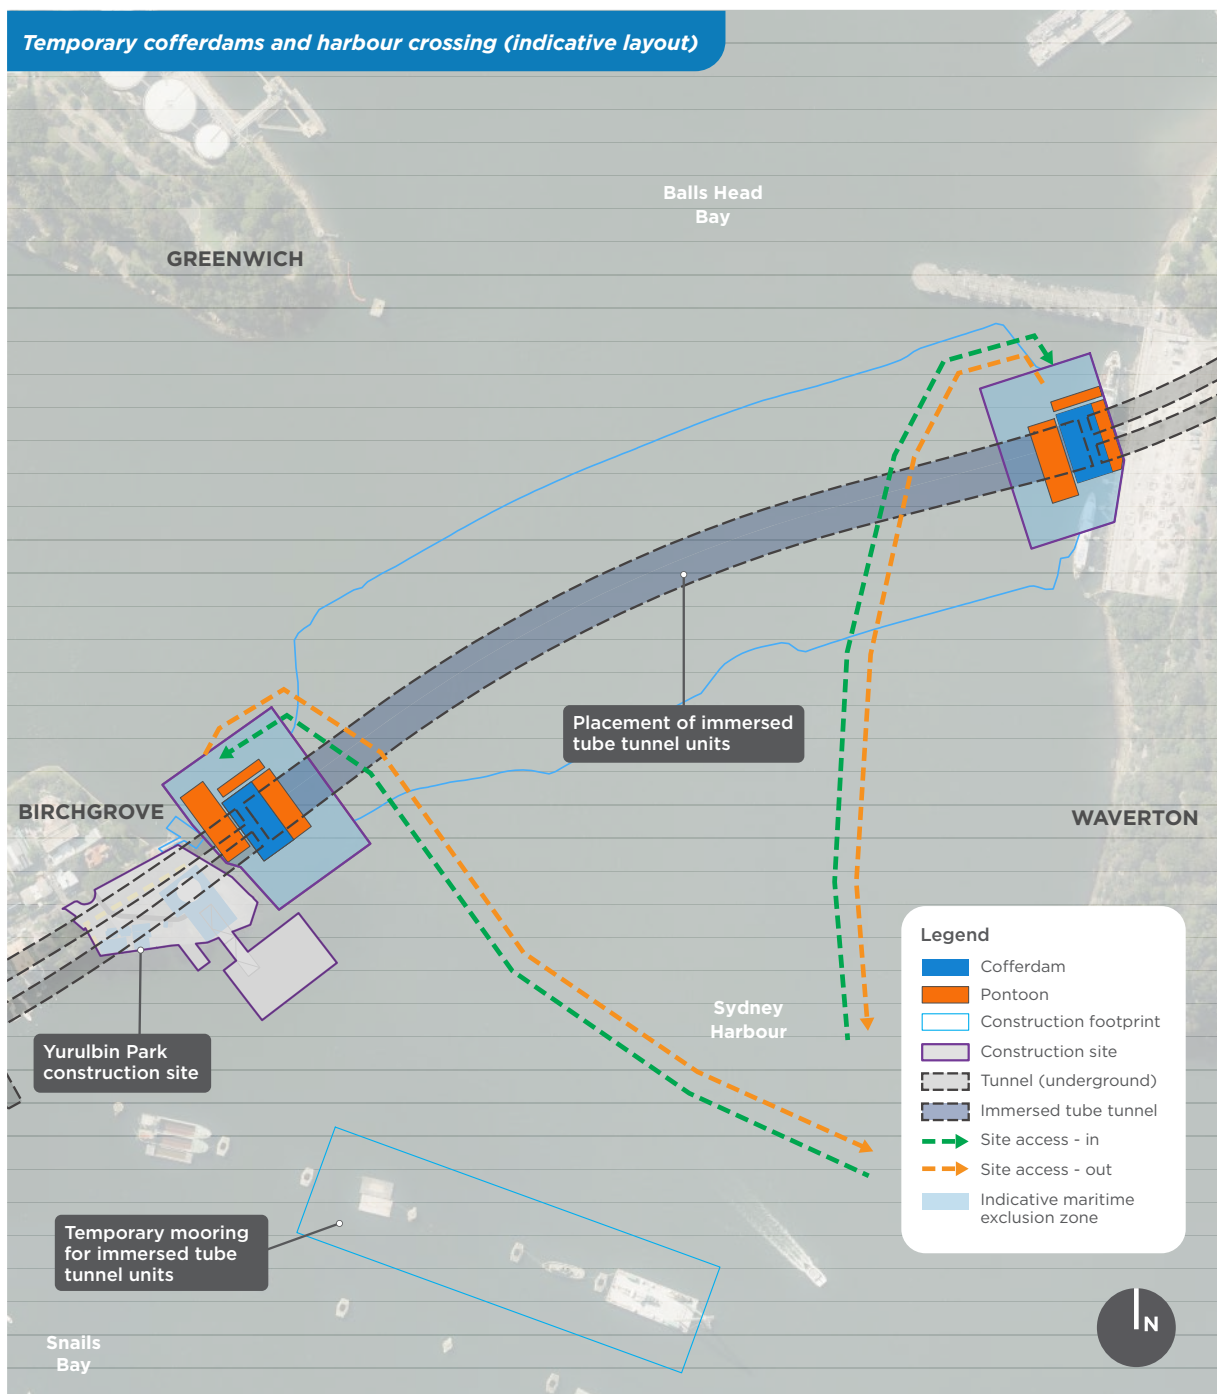 Temporary cofferdams and harbour crossing (indicative layout)
Balls Head
Bay
GREENWICH
Placement of immersed
tube tunnel units
BIRCHGROVE
WAVERTON
Sydney
Harbour
Yurulbin Park
construction site
Temporary mooring
for immersed tube
tunnel units
Snails
Bay
Legend
Cofferdam
Pontoon
Construction footprint
Construction site
Tunnel (underground)
Immersed tube tunnel
Site access - in
Site access - out
Indicative maritime
exclusion zone
N